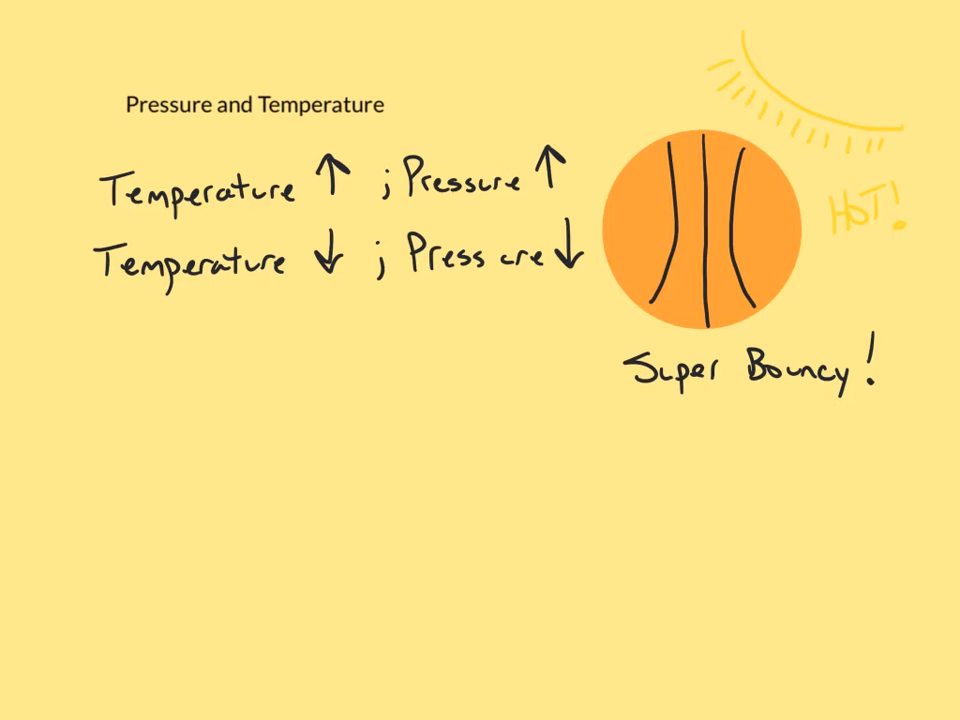 Pressure and Temperature
Temperature ↑ ; Pressure ↑
Temperature ↓ ; Pressure ↓
HOT!
Super Bouncy!